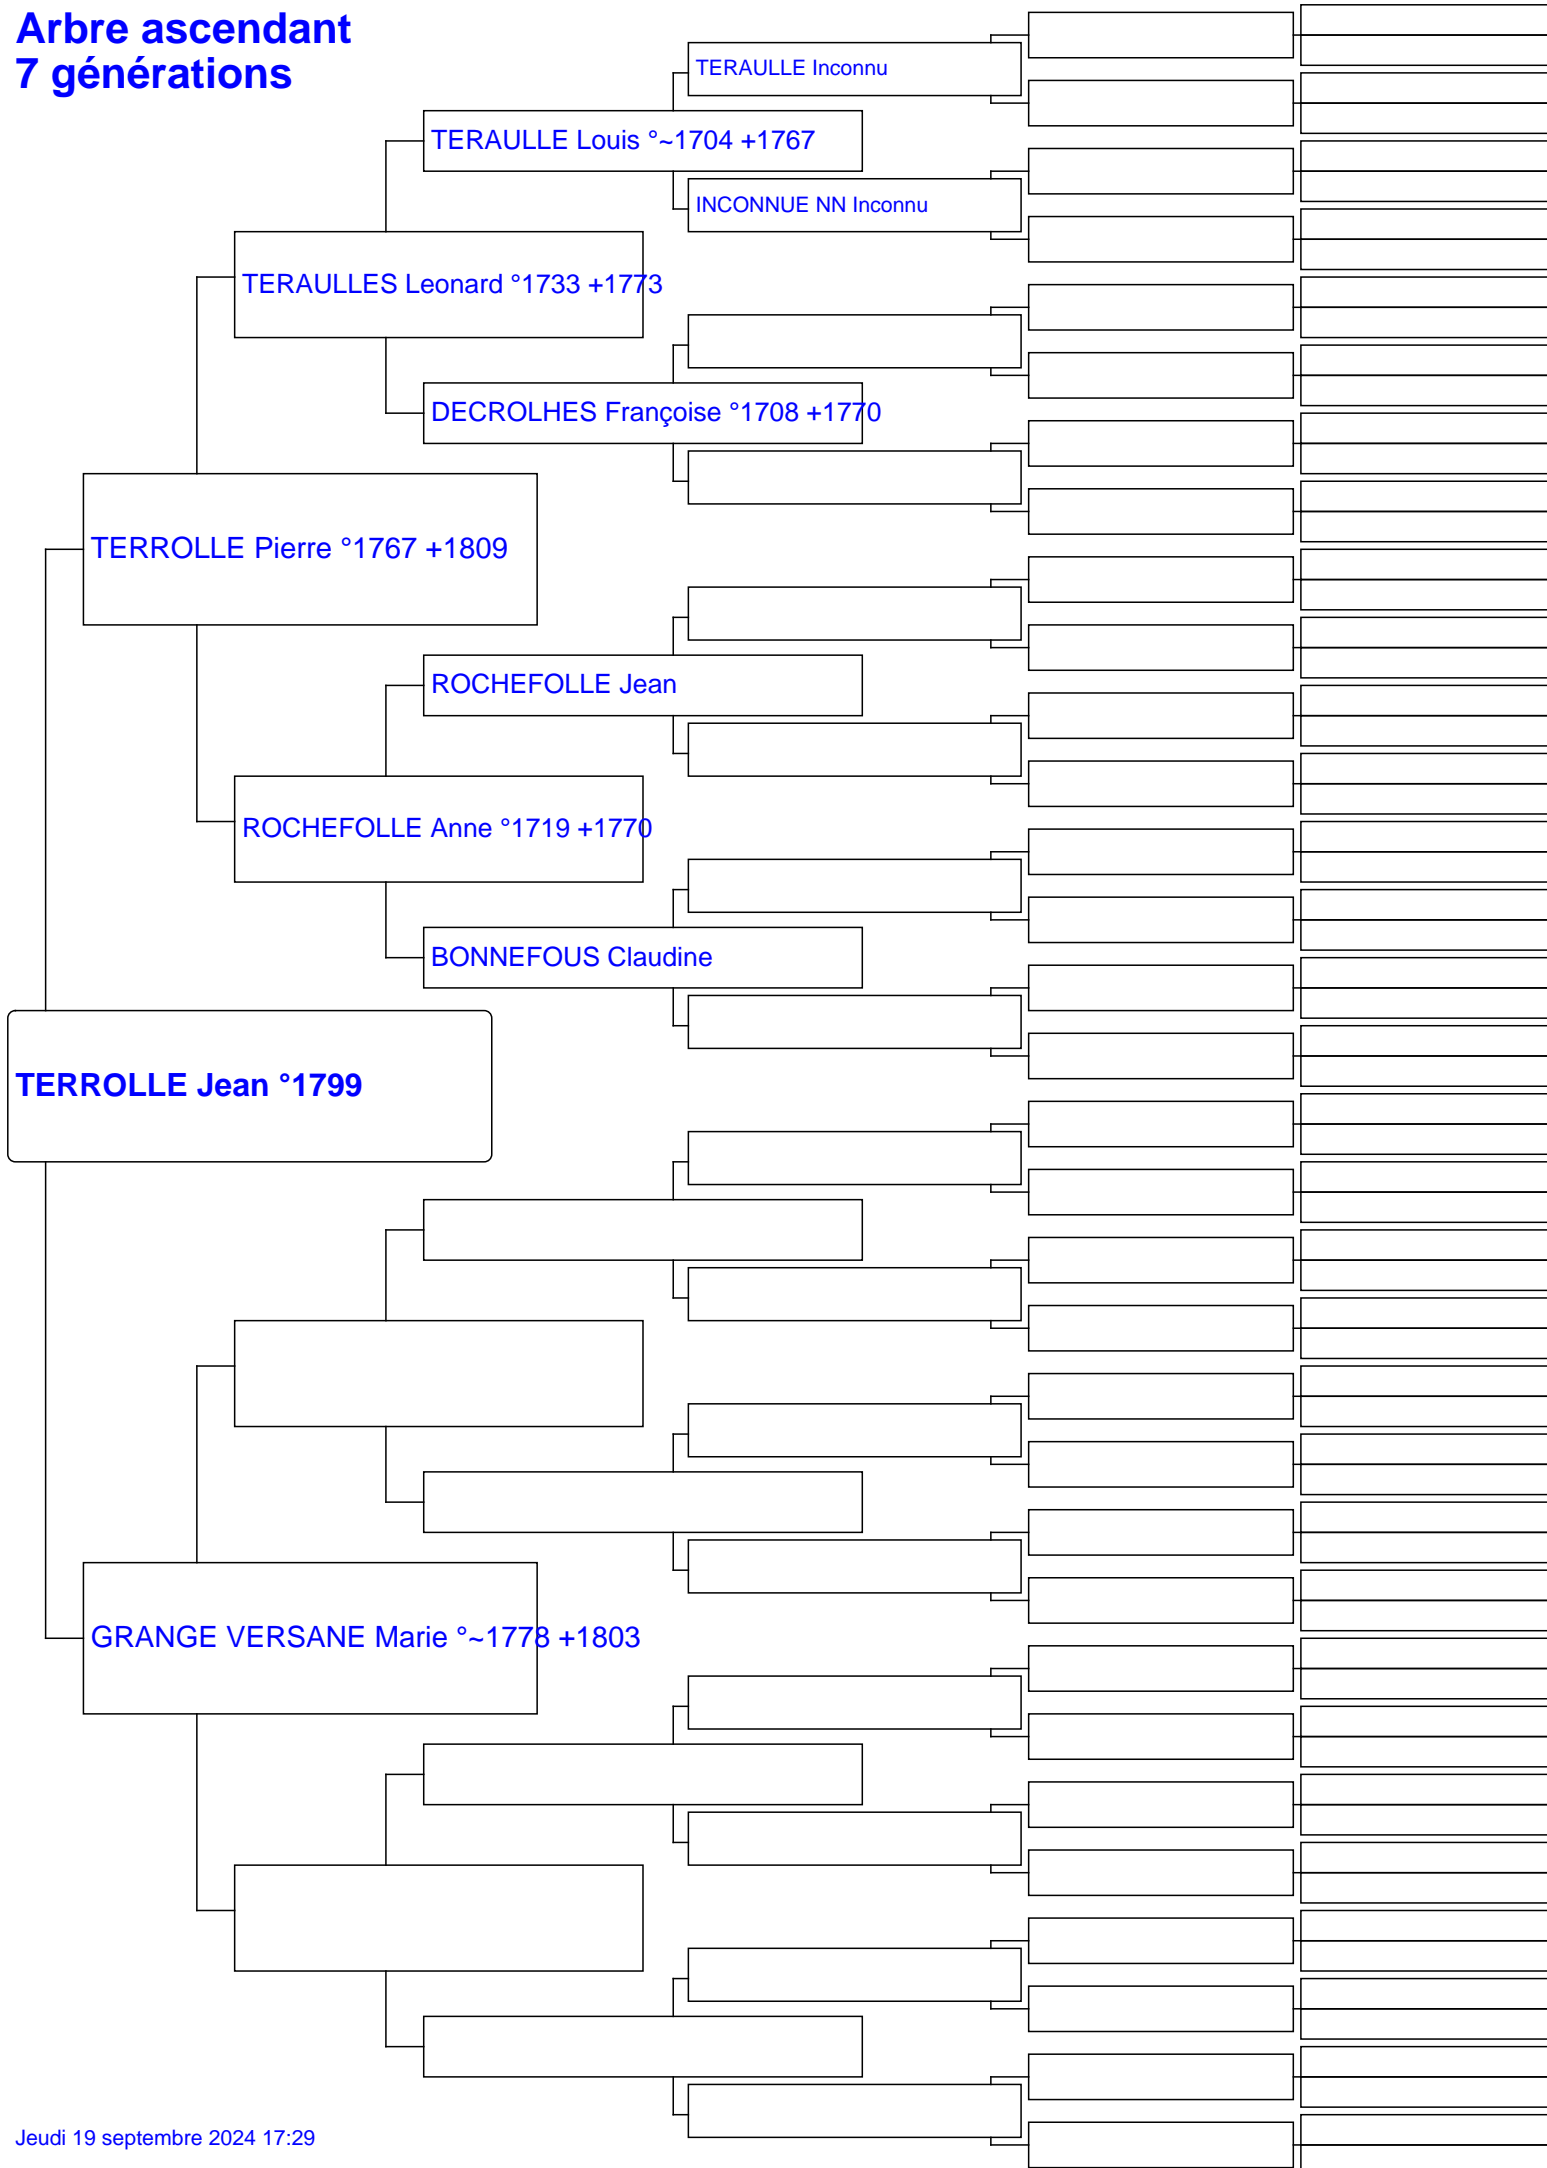 Arbre ascendant
7 générations
TERAULLE Inconnu
TERAULLE Louis °~1704 +1767
INCONNUE NN Inconnu
TERAULLES Leonard °1733 +1773
DECROLHES Françoise °1708 +1770
TERROLLE Pierre °1767 +1809
ROCHEFOLLE Jean
ROCHEFOLLE Anne °1719 +1770
BONNEFOUS Claudine
TERROLLE Jean °1799
GRANGE VERSANE Marie °~1778 +1803
Jeudi 19 septembre 2024 17:29